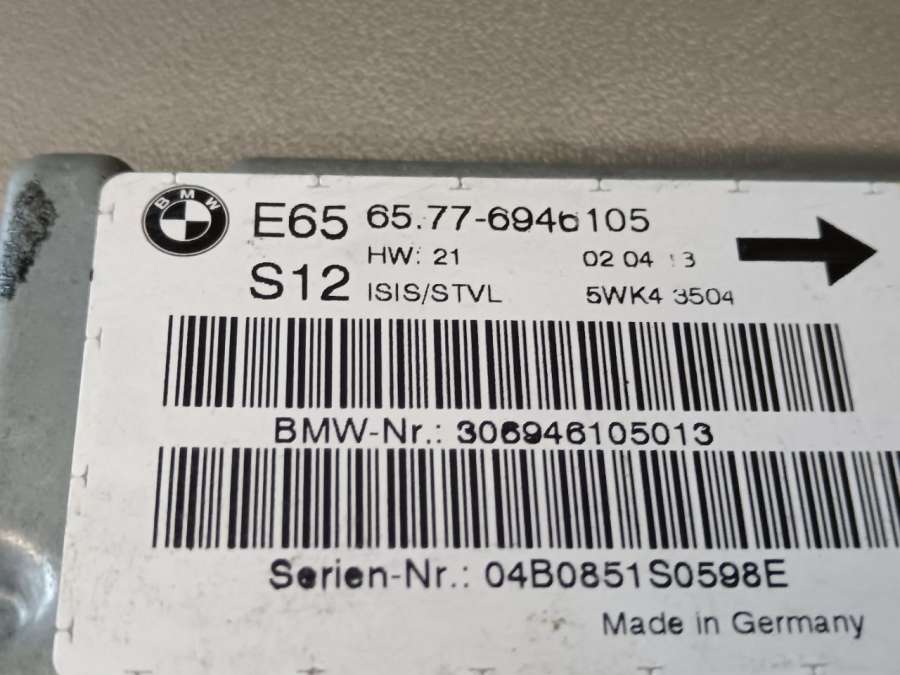 BMW
E65 65.77-6946105
HW: 21 02 04 13
S12 ISIS/STVL 5WK4 3504
BMW-Nr.: 306946105013
Serien-Nr.: 04B0851S0598E
Made in Germany